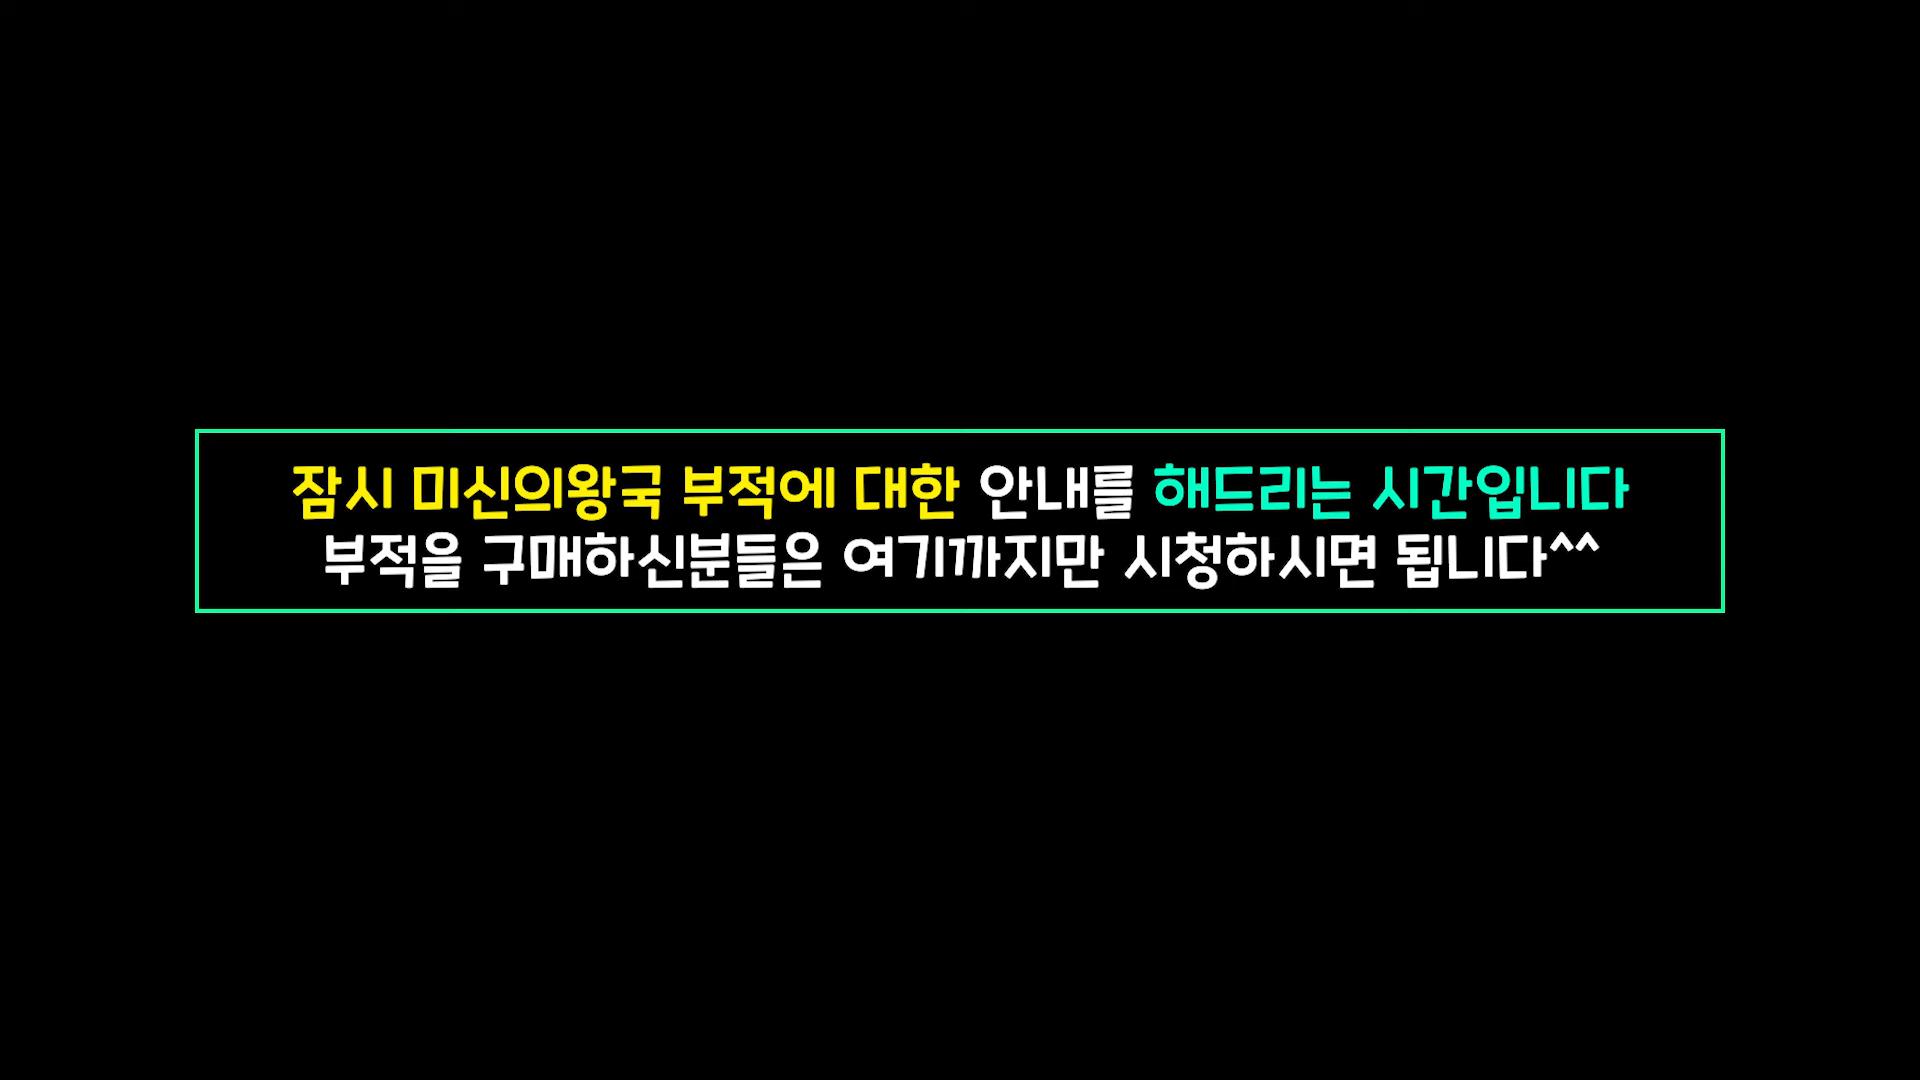 잠시 미신의왕국 부적에 대한 안내를 해드리는 시간입니다
부적을 구매하신분들은 여기까지만 시청하시면 됩니다^^